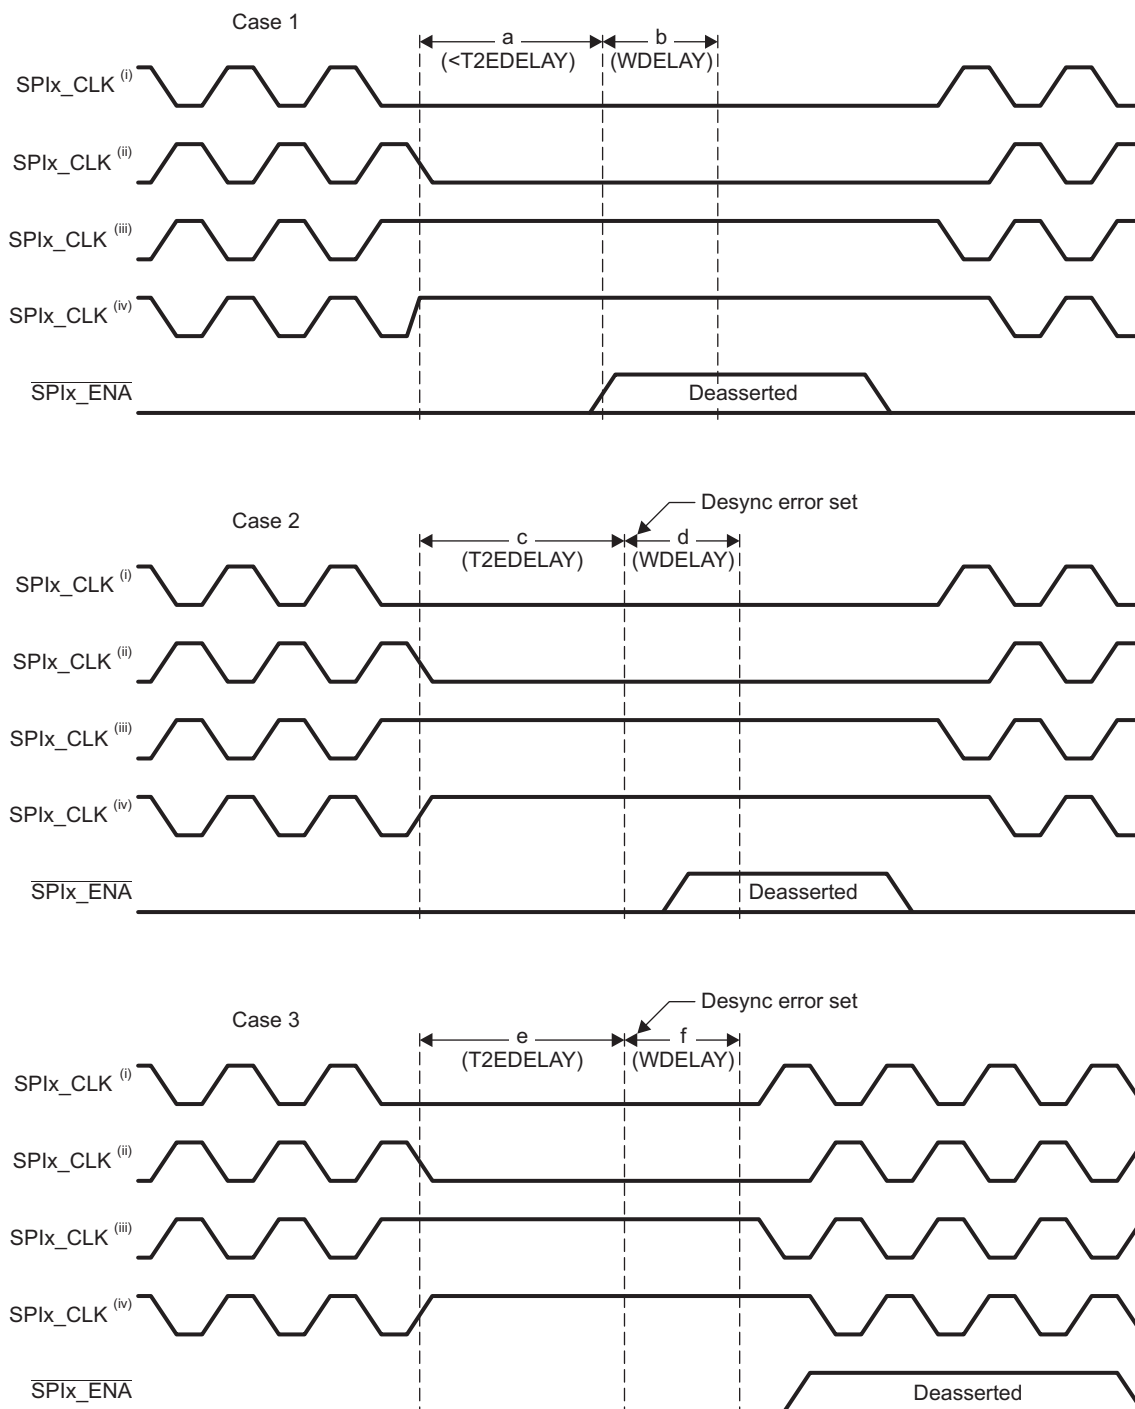 Case 1
a
b
(<T2EDELAY)
(WDELAY)
SPIx_CLK (i)
SPIx_CLK (ii)
SPIx_CLK (iii)
SPIx_CLK (iv)
SPIx_ENA
Deasserted
Desync error set
Case 2
c
d
(T2EDELAY)
(WDELAY)
SPIx_CLK (i)
SPIx_CLK (ii)
SPIx_CLK (iii)
SPIx_CLK (iv)
SPIx_ENA
Deasserted
Desync error set
Case 3
e
f
(T2EDELAY)
(WDELAY)
SPIx_CLK (i)
SPIx_CLK (ii)
SPIx_CLK (iii)
SPIx_CLK (iv)
SPIx_ENA
Deasserted